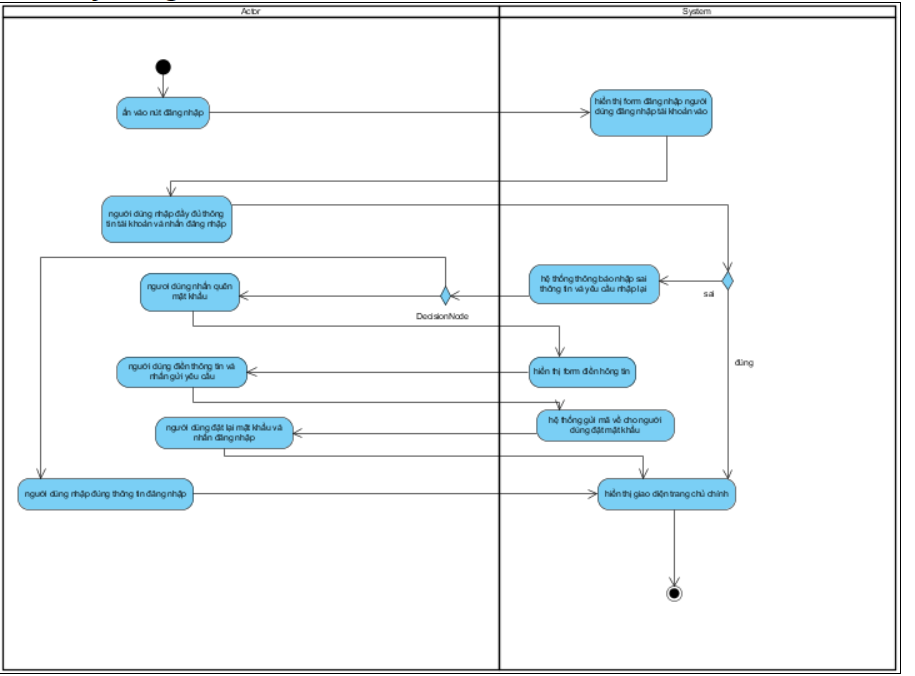 Actor
System
ấn vào nút đăng nhập
hiển thị form đăng nhập người
dùng đăng nhập tài khoản vào
người dùng nhập đầy đủ thông
tin tài khoản và nhấn đăng nhập
hệ thống thông báo nhập sai
thông tin và yêu cầu nhập lại
sai
ngươi dùng nhấn quên
mật khẩu
DecisionNode
đúng
người dùng điền thông tin và
nhấn gửi yêu cầu
hiển thị form điền hông tin
hệ thống gửi mã về cho người
dùng đặt mật khẩu
người dùng đặt lại mật khẩu và
nhấn đăng nhập
người dùng nhập đúng thông tin đăng nhập
hiển thị giao diện trang chủ chính